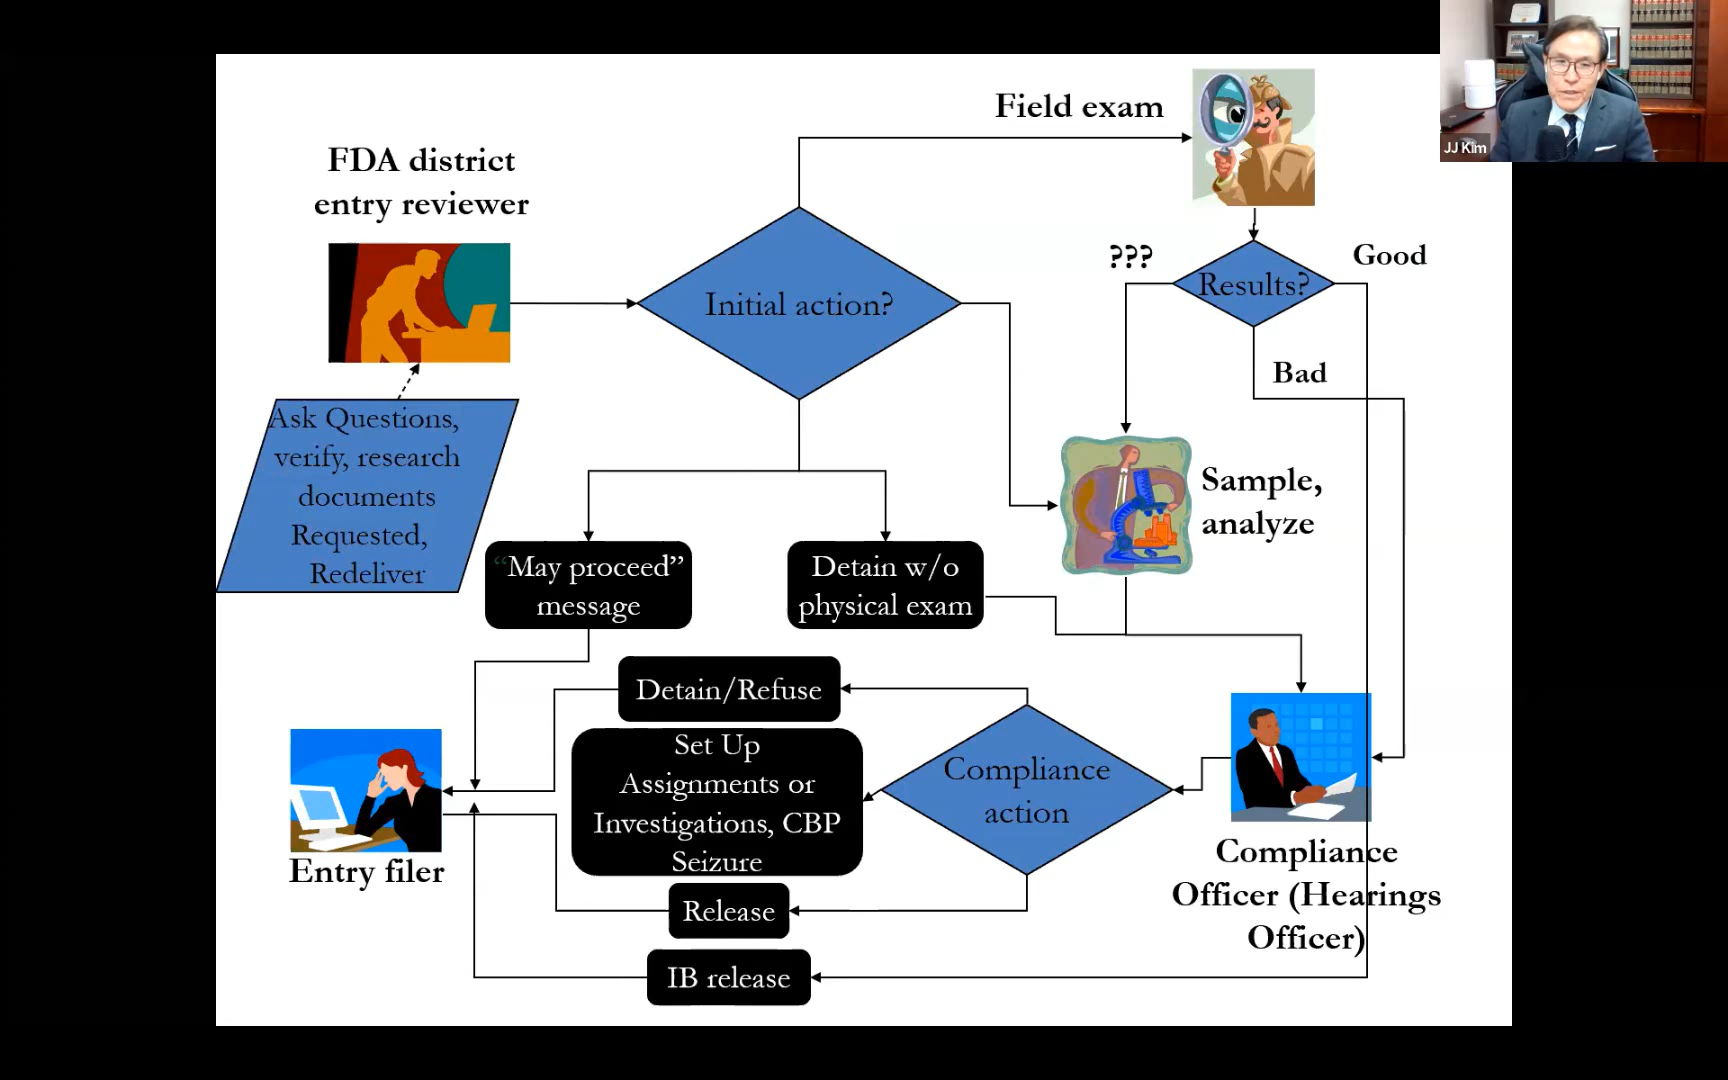 Field exam
JJ Kim
FDA district
entry reviewer
???
Good
Results?
Initial action?
Bad
Ask Questions,
verify, research
documents
Requested,
Redeliver
Sample,
analyze
“May proceed”
message
Detain w/o
physical exam
Detain/Refuse
Set Up
Assignments or
Investigations, CBP
Seizure
Compliance
action
Entry filer
Compliance
Officer (Hearings
Officer)
Release
IB release